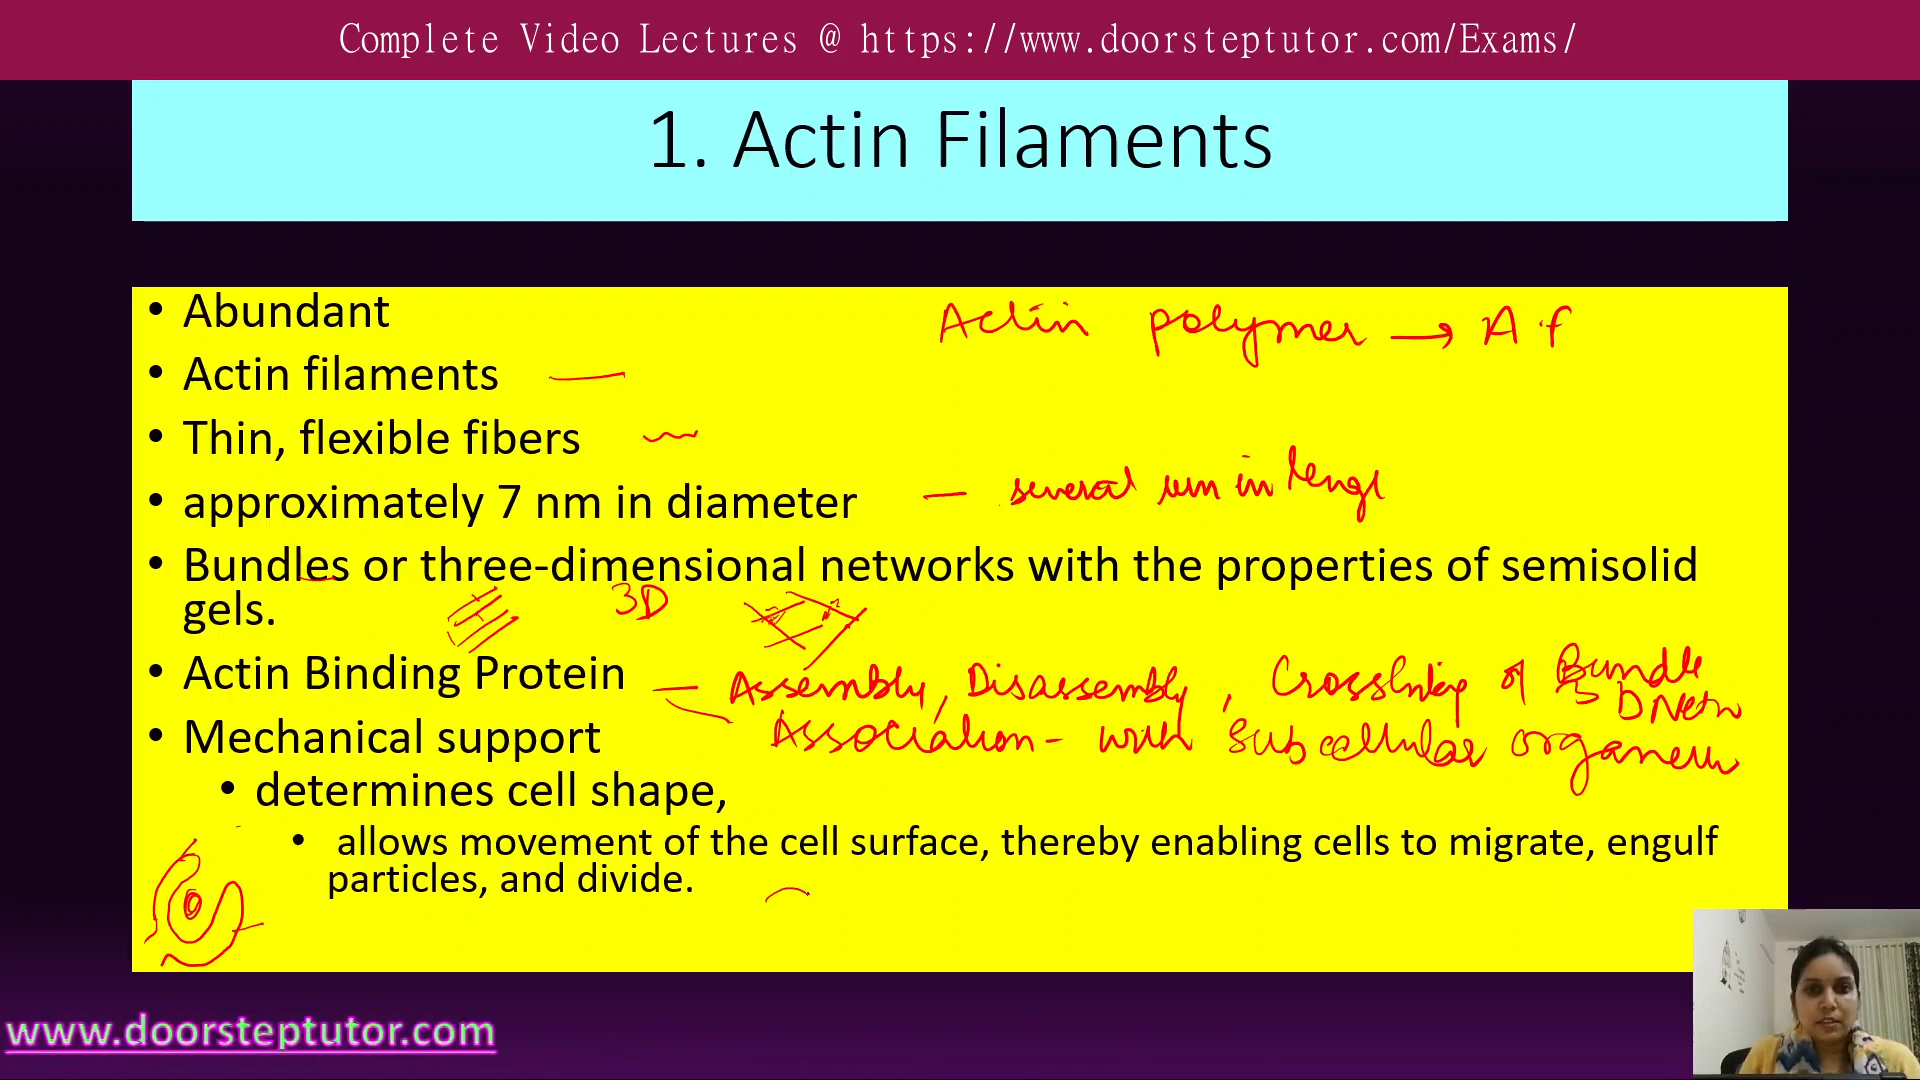 Complete Video Lectures @ https://www.doorsteptutor.com/Exams/
1. Actin Filaments
• Abundant
Actin polymer → A.f
• Actin filaments
• Thin, flexible fibers
• approximately 7 nm in diameter
— several um in lengt
• Bundles or three-dimensional networks with the properties of semisolid
gels.
3D
• Actin Binding Protein
— Assembly, Disassembly, Crosslinking of Bundle
3 D Netw
Association - with Subcellular organelle
• Mechanical support
• determines cell shape,
• allows movement of the cell surface, thereby enabling cells to migrate, engulf
particles, and divide.
www.doorsteptutor.com